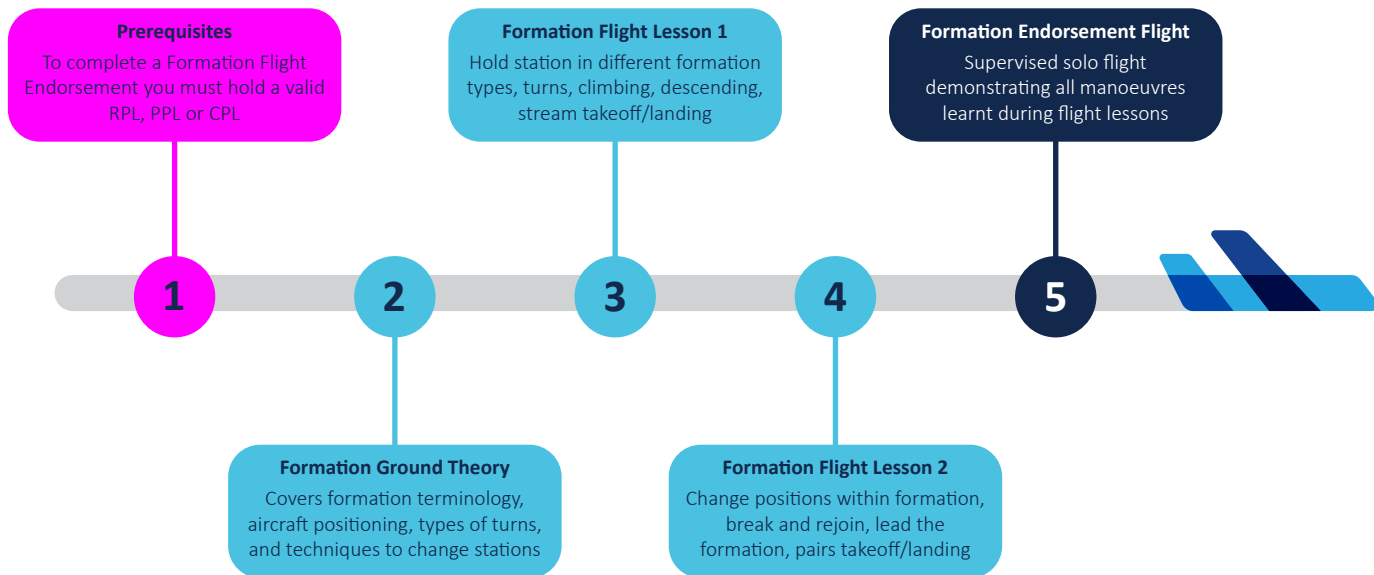 Prerequisites
To complete a Formation Flight
Endorsement you must hold a valid
RPL, PPL or CPL
Formation Flight Lesson 1
Hold station in different formation
types, turns, climbing, descending,
stream takeoff/landing
Formation Endorsement Flight
Supervised solo flight
demonstrating all manoeuvres
learnt during flight lessons
1
2
3
4
5
Formation Ground Theory
Covers formation terminology,
aircraft positioning, types of turns,
and techniques to change stations
Formation Flight Lesson 2
Change positions within formation,
break and rejoin, lead the
formation, pairs takeoff/landing